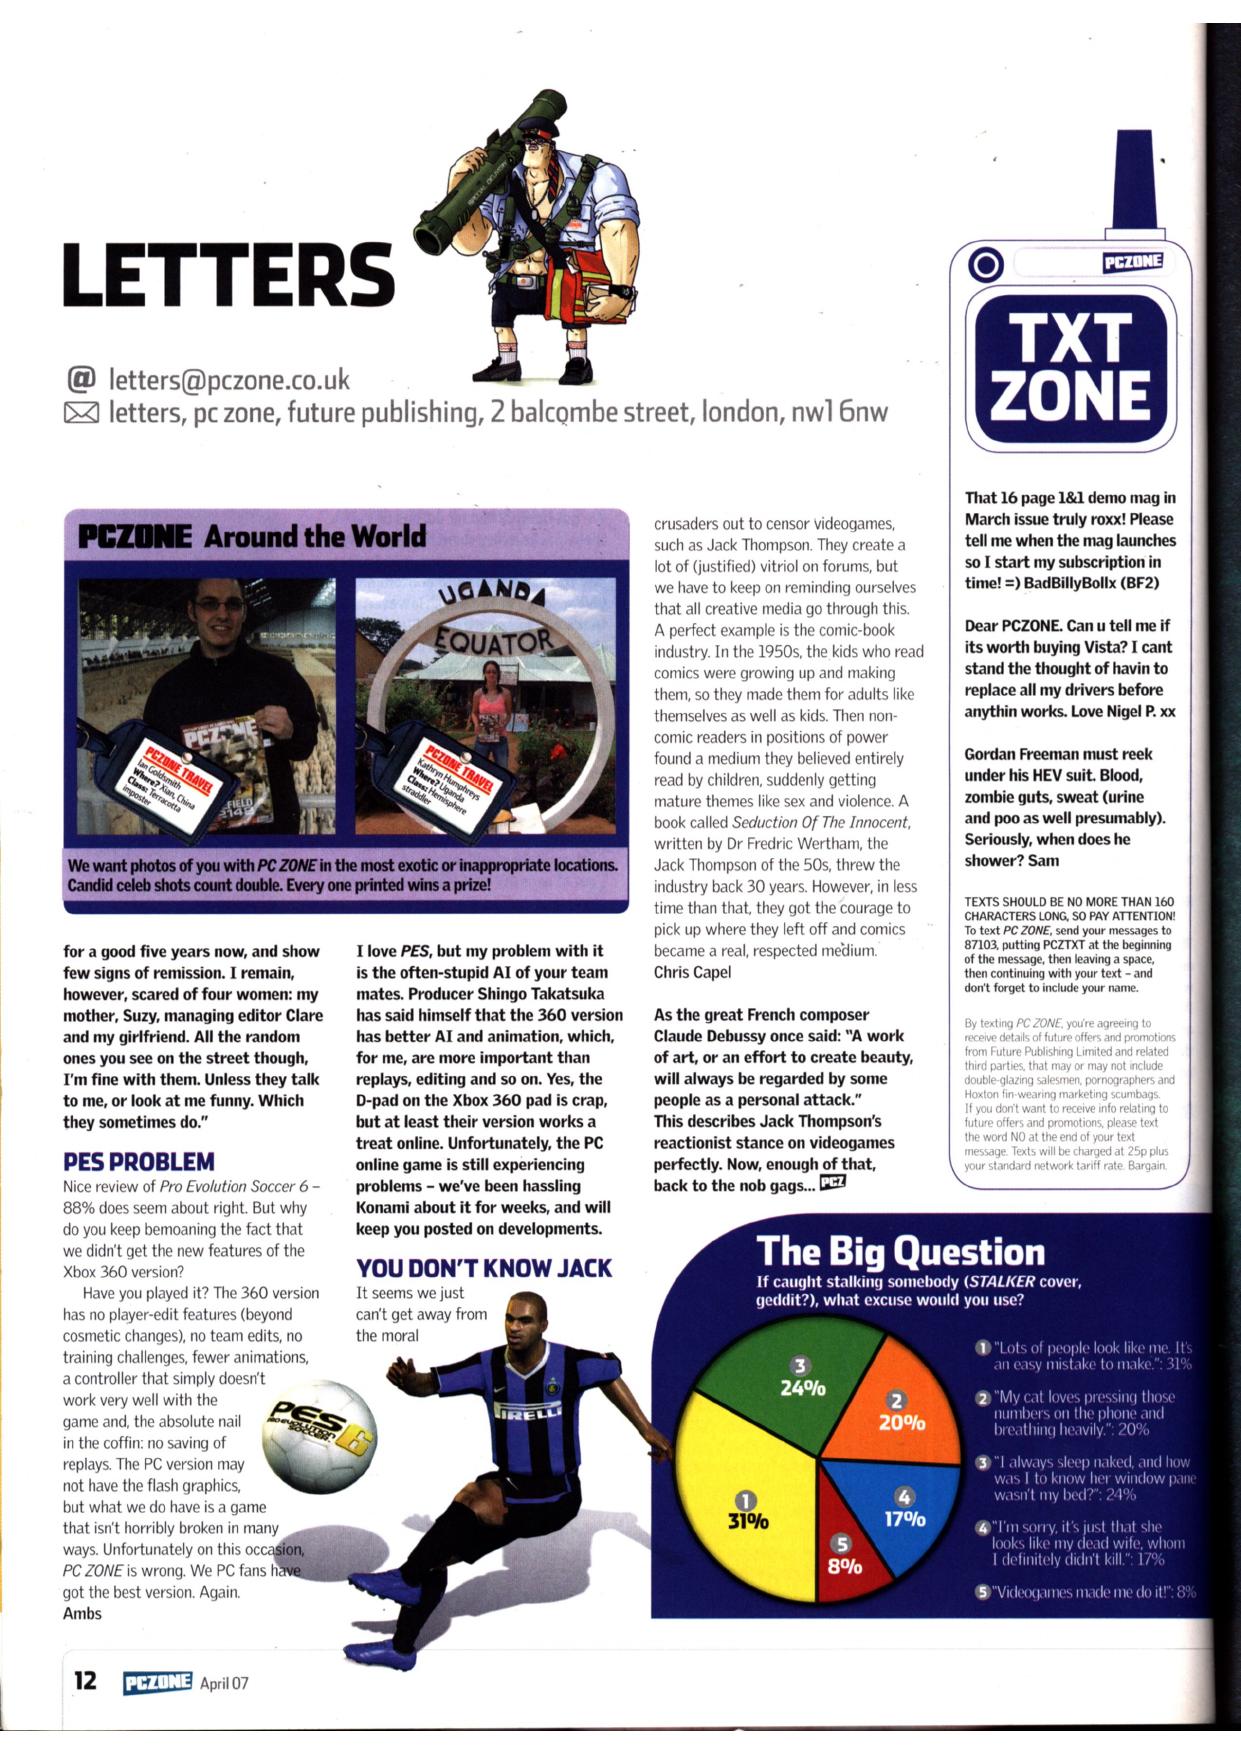 LETTERS
@ letters@pczone.co.uk
letters, pc zone, future publishing, 2 balcombe street, london, nw1 6nw
PCZONE Around the World
UGANDA
EQUATOR
PCZONE
PCZONE TRAVEL
Ian Goldsmith
Where? Xian, China
Class: Terracotta
imposter
PCZONE TRAVEL
Kathryn Humphreys
Where? Uganda
Class: Hemisphere
straddler
We want photos of you with PC ZONE in the most exotic or inappropriate locations.
Candid celeb shots count double. Every one printed wins a prize!
for a good five years now, and show
few signs of remission. I remain,
however, scared of four women: my
mother, Suzy, managing editor Clare
and my girlfriend. All the random
ones you see on the street though,
I'm fine with them. Unless they talk
to me, or look at me funny. Which
they sometimes do."
PES PROBLEM
Nice review of Pro Evolution Soccer 6 –
88% does seem about right. But why
do you keep bemoaning the fact that
we didn't get the new features of the
Xbox 360 version?
Have you played it? The 360 version
has no player-edit features (beyond
cosmetic changes), no team edits, no
training challenges, fewer animations,
a controller that simply doesn't
work very well with the
game and, the absolute nail
in the coffin: no saving of
replays. The PC version may
not have the flash graphics,
but what we do have is a game
that isn't horribly broken in many
ways. Unfortunately on this occasion,
PC ZONE is wrong. We PC fans have
got the best version. Again.
Ambs
I love PES, but my problem with it
is the often-stupid AI of your team
mates. Producer Shingo Takatsuka
has said himself that the 360 version
has better AI and animation, which,
for me, are more important than
replays, editing and so on. Yes, the
D-pad on the Xbox 360 pad is crap,
but at least their version works a
treat online. Unfortunately, the PC
online game is still experiencing
problems – we've been hassling
Konami about it for weeks, and will
keep you posted on developments.
YOU DON'T KNOW JACK
It seems we just
can't get away from
the moral
PES 6
PRO EVOLUTION
SOCCER
PIRELLI
crusaders out to censor videogames,
such as Jack Thompson. They create a
lot of (justified) vitriol on forums, but
we have to keep on reminding ourselves
that all creative media go through this.
A perfect example is the comic-book
industry. In the 1950s, the kids who read
comics were growing up and making
them, so they made them for adults like
themselves as well as kids. Then non-
comic readers in positions of power
found a medium they believed entirely
read by children, suddenly getting
mature themes like sex and violence. A
book called Seduction Of The Innocent,
written by Dr Fredric Wertham, the
Jack Thompson of the 50s, threw the
industry back 30 years. However, in less
time than that, they got the courage to
pick up where they left off and comics
became a real, respected medium.
Chris Capel
As the great French composer
Claude Debussy once said: "A work
of art, or an effort to create beauty,
will always be regarded by some
people as a personal attack."
This describes Jack Thompson's
reactionist stance on videogames
perfectly. Now, enough of that,
back to the nob gags... PCZ
PCZONE
TXT
ZONE
That 16 page 1&1 demo mag in
March issue truly roxx! Please
tell me when the mag launches
so I start my subscription in
time! =) BadBillyBollx (BF2)
Dear PCZONE. Can u tell me if
its worth buying Vista? I cant
stand the thought of havin to
replace all my drivers before
anythin works. Love Nigel P. xx
Gordan Freeman must reek
under his HEV suit. Blood,
zombie guts, sweat (urine
and poo as well presumably).
Seriously, when does he
shower? Sam
TEXTS SHOULD BE NO MORE THAN 160
CHARACTERS LONG, SO PAY ATTENTION!
To text PC ZONE, send your messages to
87103, putting PCZTXT at the beginning
of the message, then leaving a space,
then continuing with your text – and
don't forget to include your name.
By texting PC ZONE, you're agreeing to
receive details of future offers and promotions
from Future Publishing Limited and related
third parties, that may or may not include
double-glazing salesmen, pornographers and
Hoxton fin-wearing marketing scumbags.
If you don't want to receive info relating to
future offers and promotions, please text
the word NO at the end of your text
message. Texts will be charged at 25p plus
your standard network tariff rate. Bargain.
The Big Question
If caught stalking somebody (STALKER cover,
geddit?), what excuse would you use?
3
24%
2
20%
1
31%
4
17%
5
8%
1 "Lots of people look like me. It's
an easy mistake to make.": 31%
2 "My cat loves pressing those
numbers on the phone and
breathing heavily.": 20%
3 "I always sleep naked, and how
was I to know her window pane
wasn't my bed?": 24%
4 "I'm sorry, it's just that she
looks like my dead wife, whom
I definitely didn't kill.": 17%
5 "Videogames made me do it!": 8%
12 PCZONE April 07